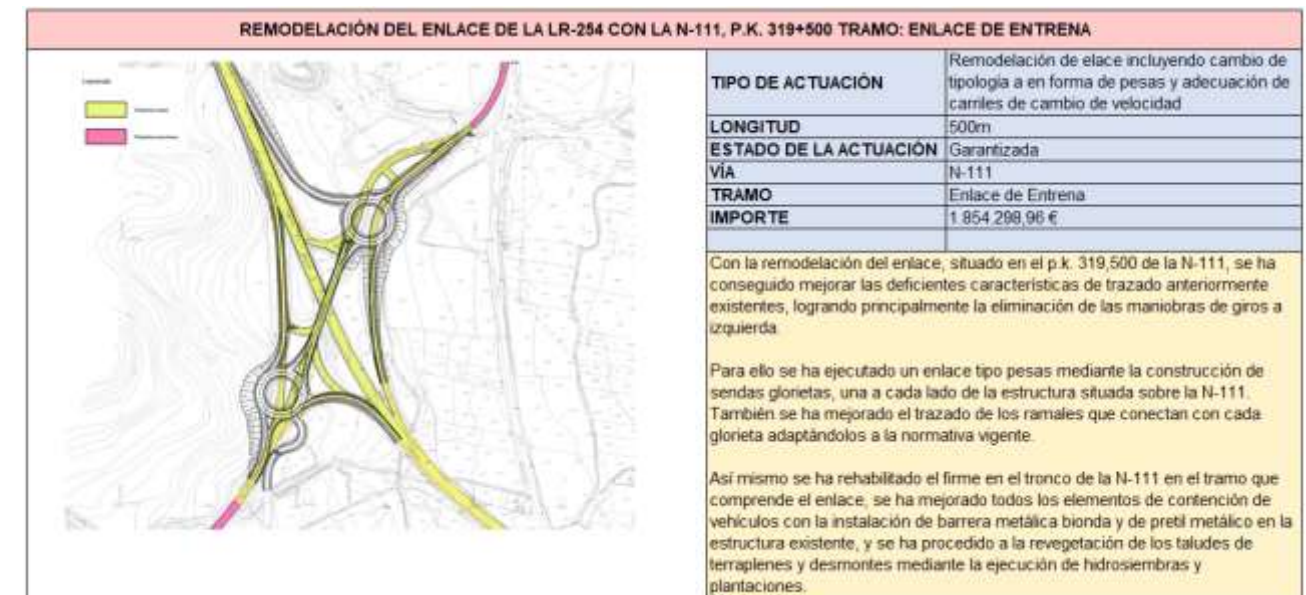 REMODELACIÓN DEL ENLACE DE LA LR-254 CON LA N-111, P.K. 319+500 TRAMO: ENLACE DE ENTRENA
TIPO DE ACTUACIÓN
Remodelación de elace incluyendo cambio de
tipología a en forma de pesas y adecuación de
carriles de cambio de velocidad
LONGITUD 500m
ESTADO DE LA ACTUACIÓN Garantizada
VÍA N-111
TRAMO Enlace de Entrena
IMPORTE 1.854.298,96 €
Con la remodelación del enlace, situado en el p.k. 319,500 de la N-111, se ha
conseguido mejorar las deficientes características de trazado anteriormente
existentes, logrando principalmente la eliminación de las maniobras de giros a
izquierda.
Para ello se ha ejecutado un enlace tipo pesas mediante la construcción de
sendas glorietas, una a cada lado de la estructura situada sobre la N-111.
También se ha mejorado el trazado de los ramales que conectan con cada
glorieta adaptándolos a la normativa vigente.
Así mismo se ha rehabilitado el firme en el tronco de la N-111 en el tramo que
comprende el enlace, se ha mejorado todos los elementos de contención de
vehículos con la instalación de barrera metálica bionda y de pretil metálico en la
estructura existente, y se ha procedido a la revegetación de los taludes de
terraplenes y desmontes mediante la ejecución de hidrosiembras y
plantaciones.